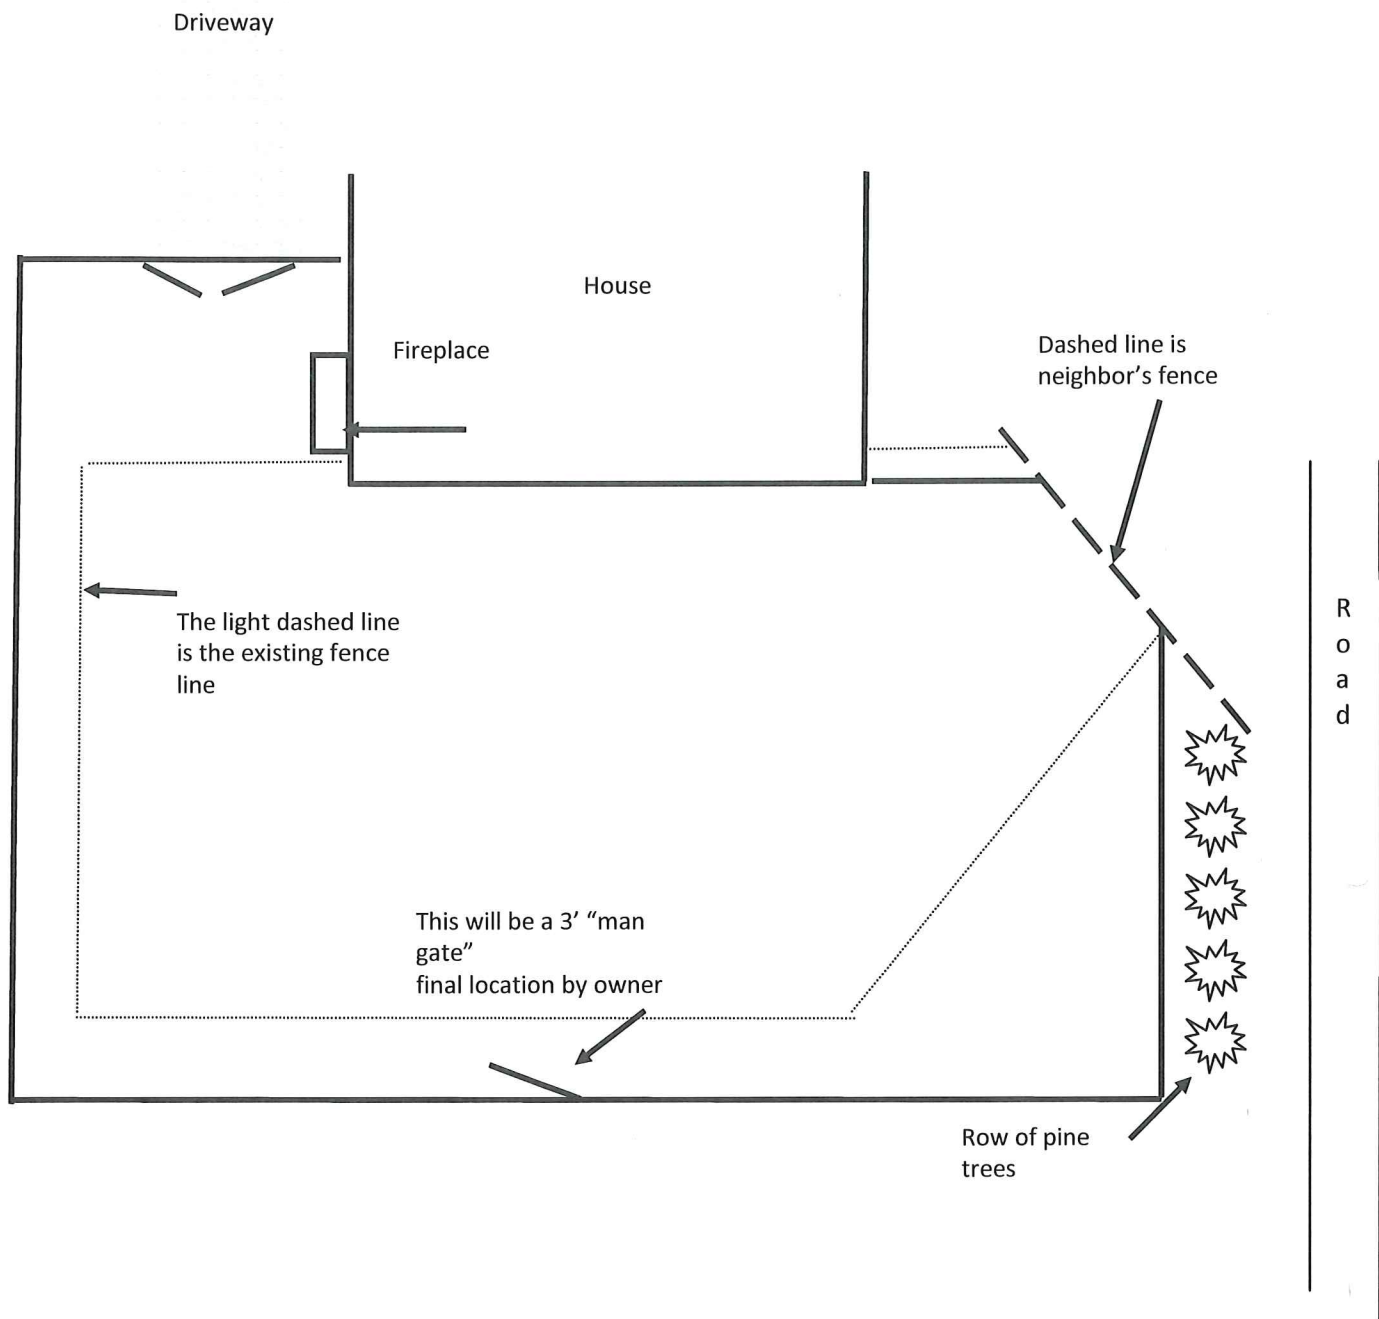 Driveway
House
Fireplace
Dashed line is
neighbor’s fence
The light dashed line
is the existing fence
line
R
o
a
d
This will be a 3’ “man
gate”
final location by owner
Row of pine
trees